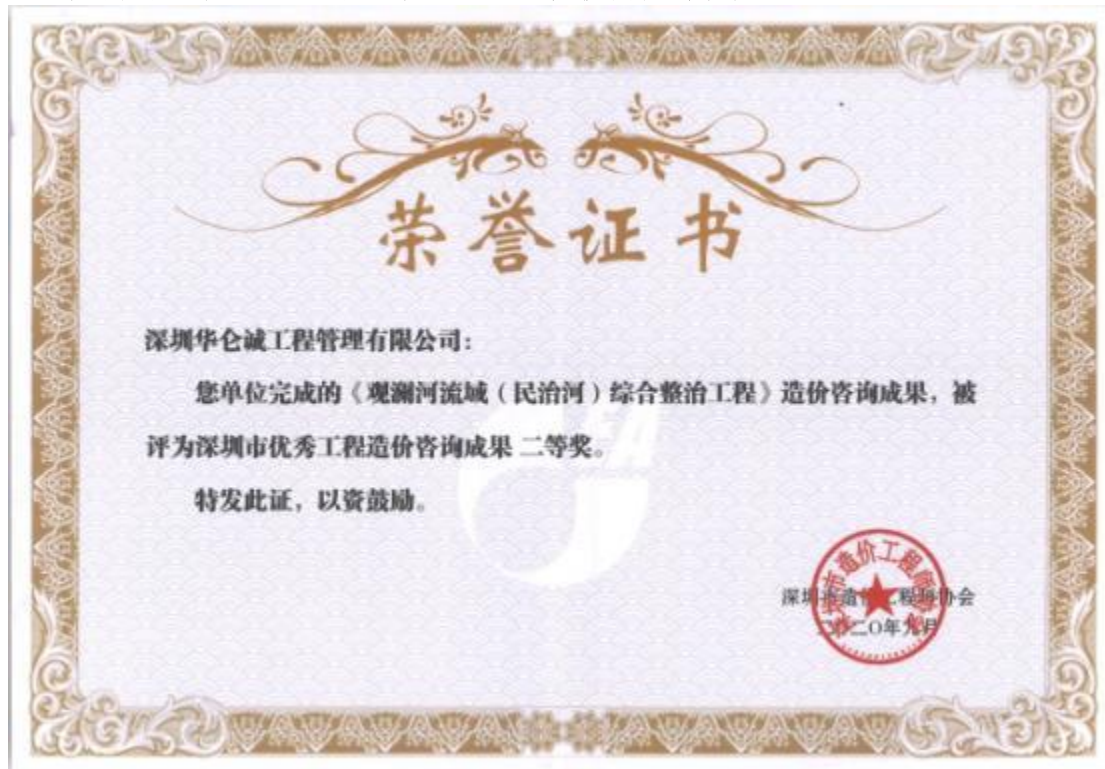 荣誉证书
深圳华仑诚工程管理有限公司:
您单位完成的《观澜河流域(民治河)综合整治工程》造价咨询成果,被
评为深圳市优秀工程造价咨询成果 二等奖。
特发此证,以资鼓励。
深圳市造价工程师协会
二〇二〇年九月